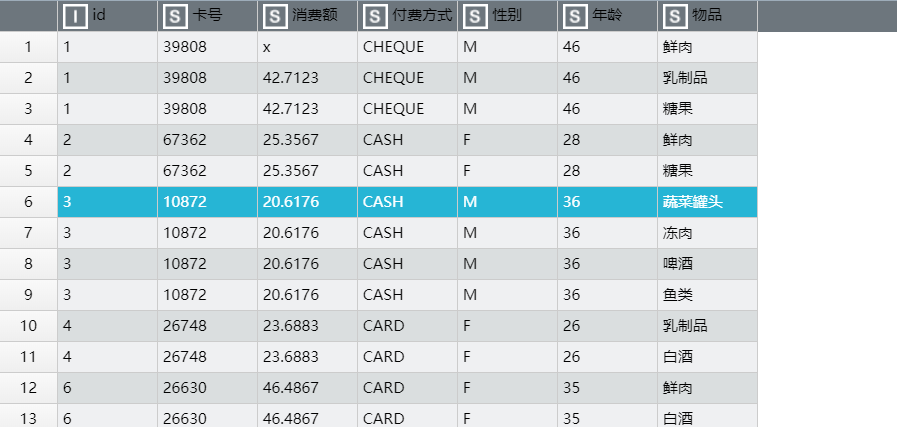 I id S 卡号 S 消费额 S 付费方式 S 性别 S 年龄 S 物品
1 1 39808 x CHEQUE M 46 鲜肉
2 1 39808 42.7123 CHEQUE M 46 乳制品
3 1 39808 42.7123 CHEQUE M 46 糖果
4 2 67362 25.3567 CASH F 28 鲜肉
5 2 67362 25.3567 CASH F 28 糖果
6 3 10872 20.6176 CASH M 36 蔬菜罐头
7 3 10872 20.6176 CASH M 36 冻肉
8 3 10872 20.6176 CASH M 36 啤酒
9 3 10872 20.6176 CASH M 36 鱼类
10 4 26748 23.6883 CARD F 26 乳制品
11 4 26748 23.6883 CARD F 26 白酒
12 6 26630 46.4867 CARD F 35 鲜肉
13 6 26630 46.4867 CARD F 35 白酒